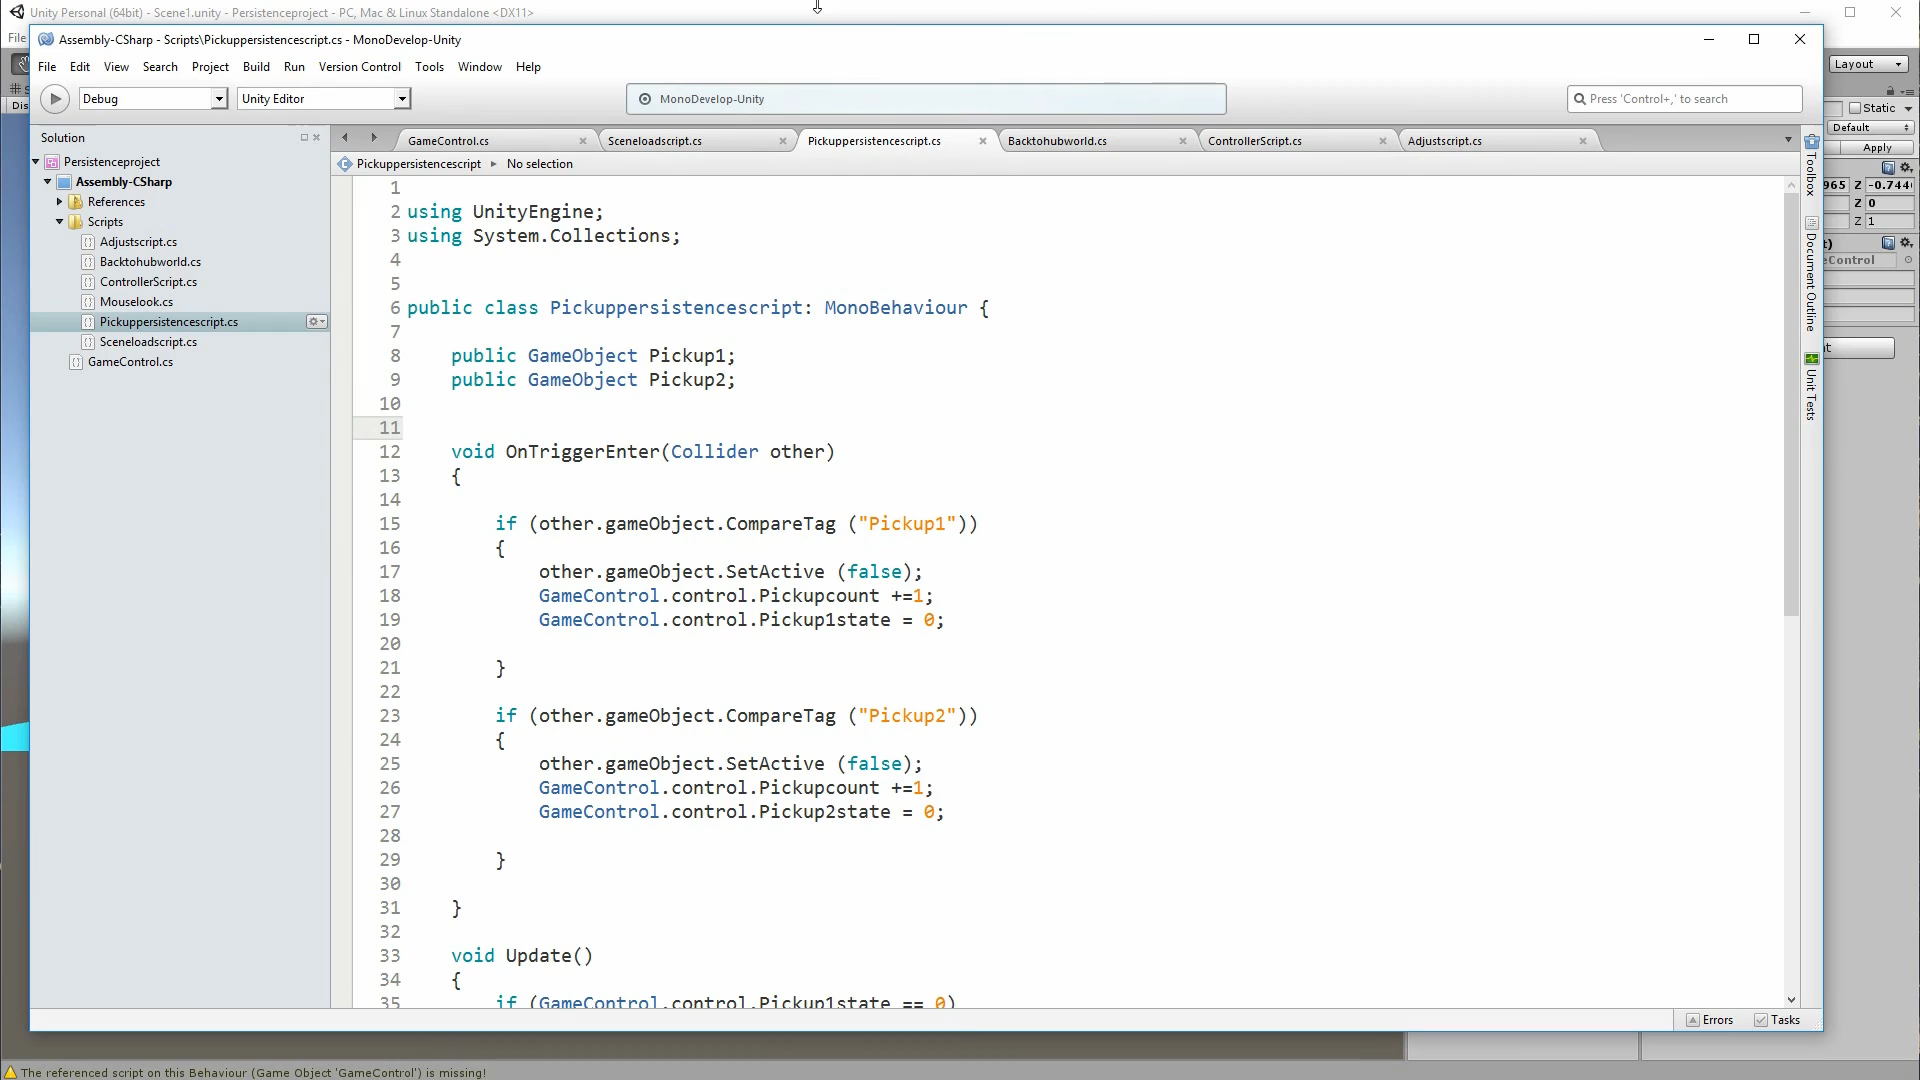 Unity Personal (64bit) - Scene1.unity - Persistenceproject - PC, Mac & Linux Standalone <DX11>
File
Assembly-CSharp - Scripts\Pickuppersistencescript.cs - MonoDevelop-Unity
File Edit View Search Project Build Run Version Control Tools Window Help
Layout
Debug
Unity Editor
MonoDevelop-Unity
Press 'Control+,' to search
Static
Dis
Default
Apply
Solution
GameControl.cs
Sceneloadscript.cs
Pickuppersistencescript.cs
Backtohubworld.cs
ControllerScript.cs
Adjustscript.cs
Pickuppersistencescript
No selection
Persistenceproject
Assembly-CSharp
References
Scripts
Adjustscript.cs
Backtohubworld.cs
ControllerScript.cs
Mouselook.cs
Pickuppersistencescript.cs
Sceneloadscript.cs
GameControl.cs
1
2 using UnityEngine;
3 using System.Collections;
4
5
6 public class Pickuppersistencescript: MonoBehaviour {
7
8 public GameObject Pickup1;
9 public GameObject Pickup2;
10
11
12 void OnTriggerEnter(Collider other)
13 {
14
15 if (other.gameObject.CompareTag ("Pickup1"))
16 {
17 other.gameObject.SetActive (false);
18 GameControl.control.Pickupcount +=1;
19 GameControl.control.Pickup1state = 0;
20
21 }
22
23 if (other.gameObject.CompareTag ("Pickup2"))
24 {
25 other.gameObject.SetActive (false);
26 GameControl.control.Pickupcount +=1;
27 GameControl.control.Pickup2state = 0;
28
29 }
30
31 }
32
33 void Update()
34 {
35 if (GameControl.control.Pickup1state == 0)
Toolbox
Document Outline
Unit Tests
965 Z -0.744
Z 0
Z 1
t)
eControl
t
Errors
Tasks
The referenced script on this Behaviour (Game Object 'GameControl') is missing!